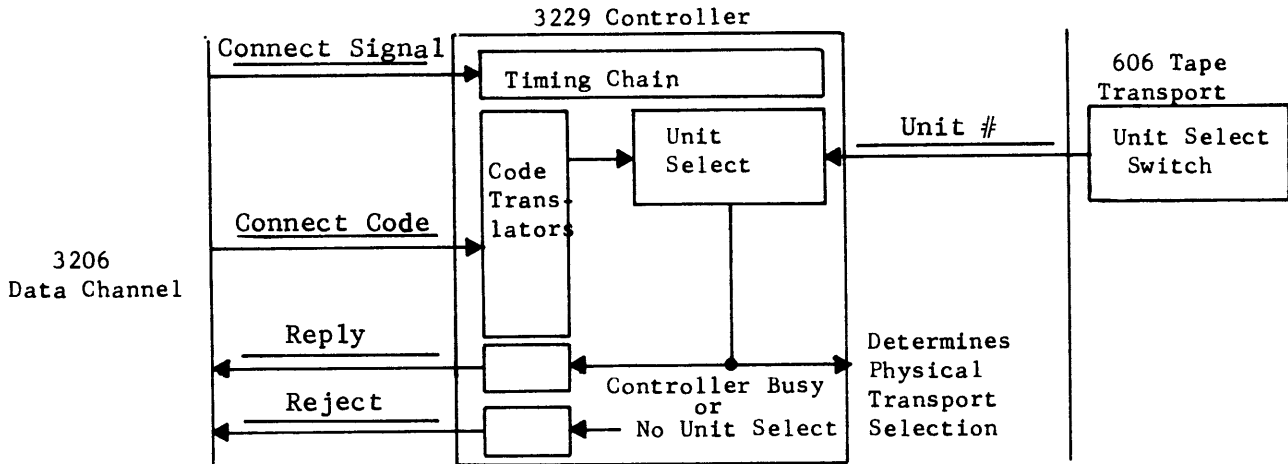 3229 Controller
Connect Signal
Timing Chain
606 Tape
Transport
Unit Select
Switch
Unit #
Unit
Select
Code
Trans-
lators
Connect Code
3206
Data Channel
Reply
Reject
Controller Busy
or
No Unit Select
Determines
Physical
Transport
Selection